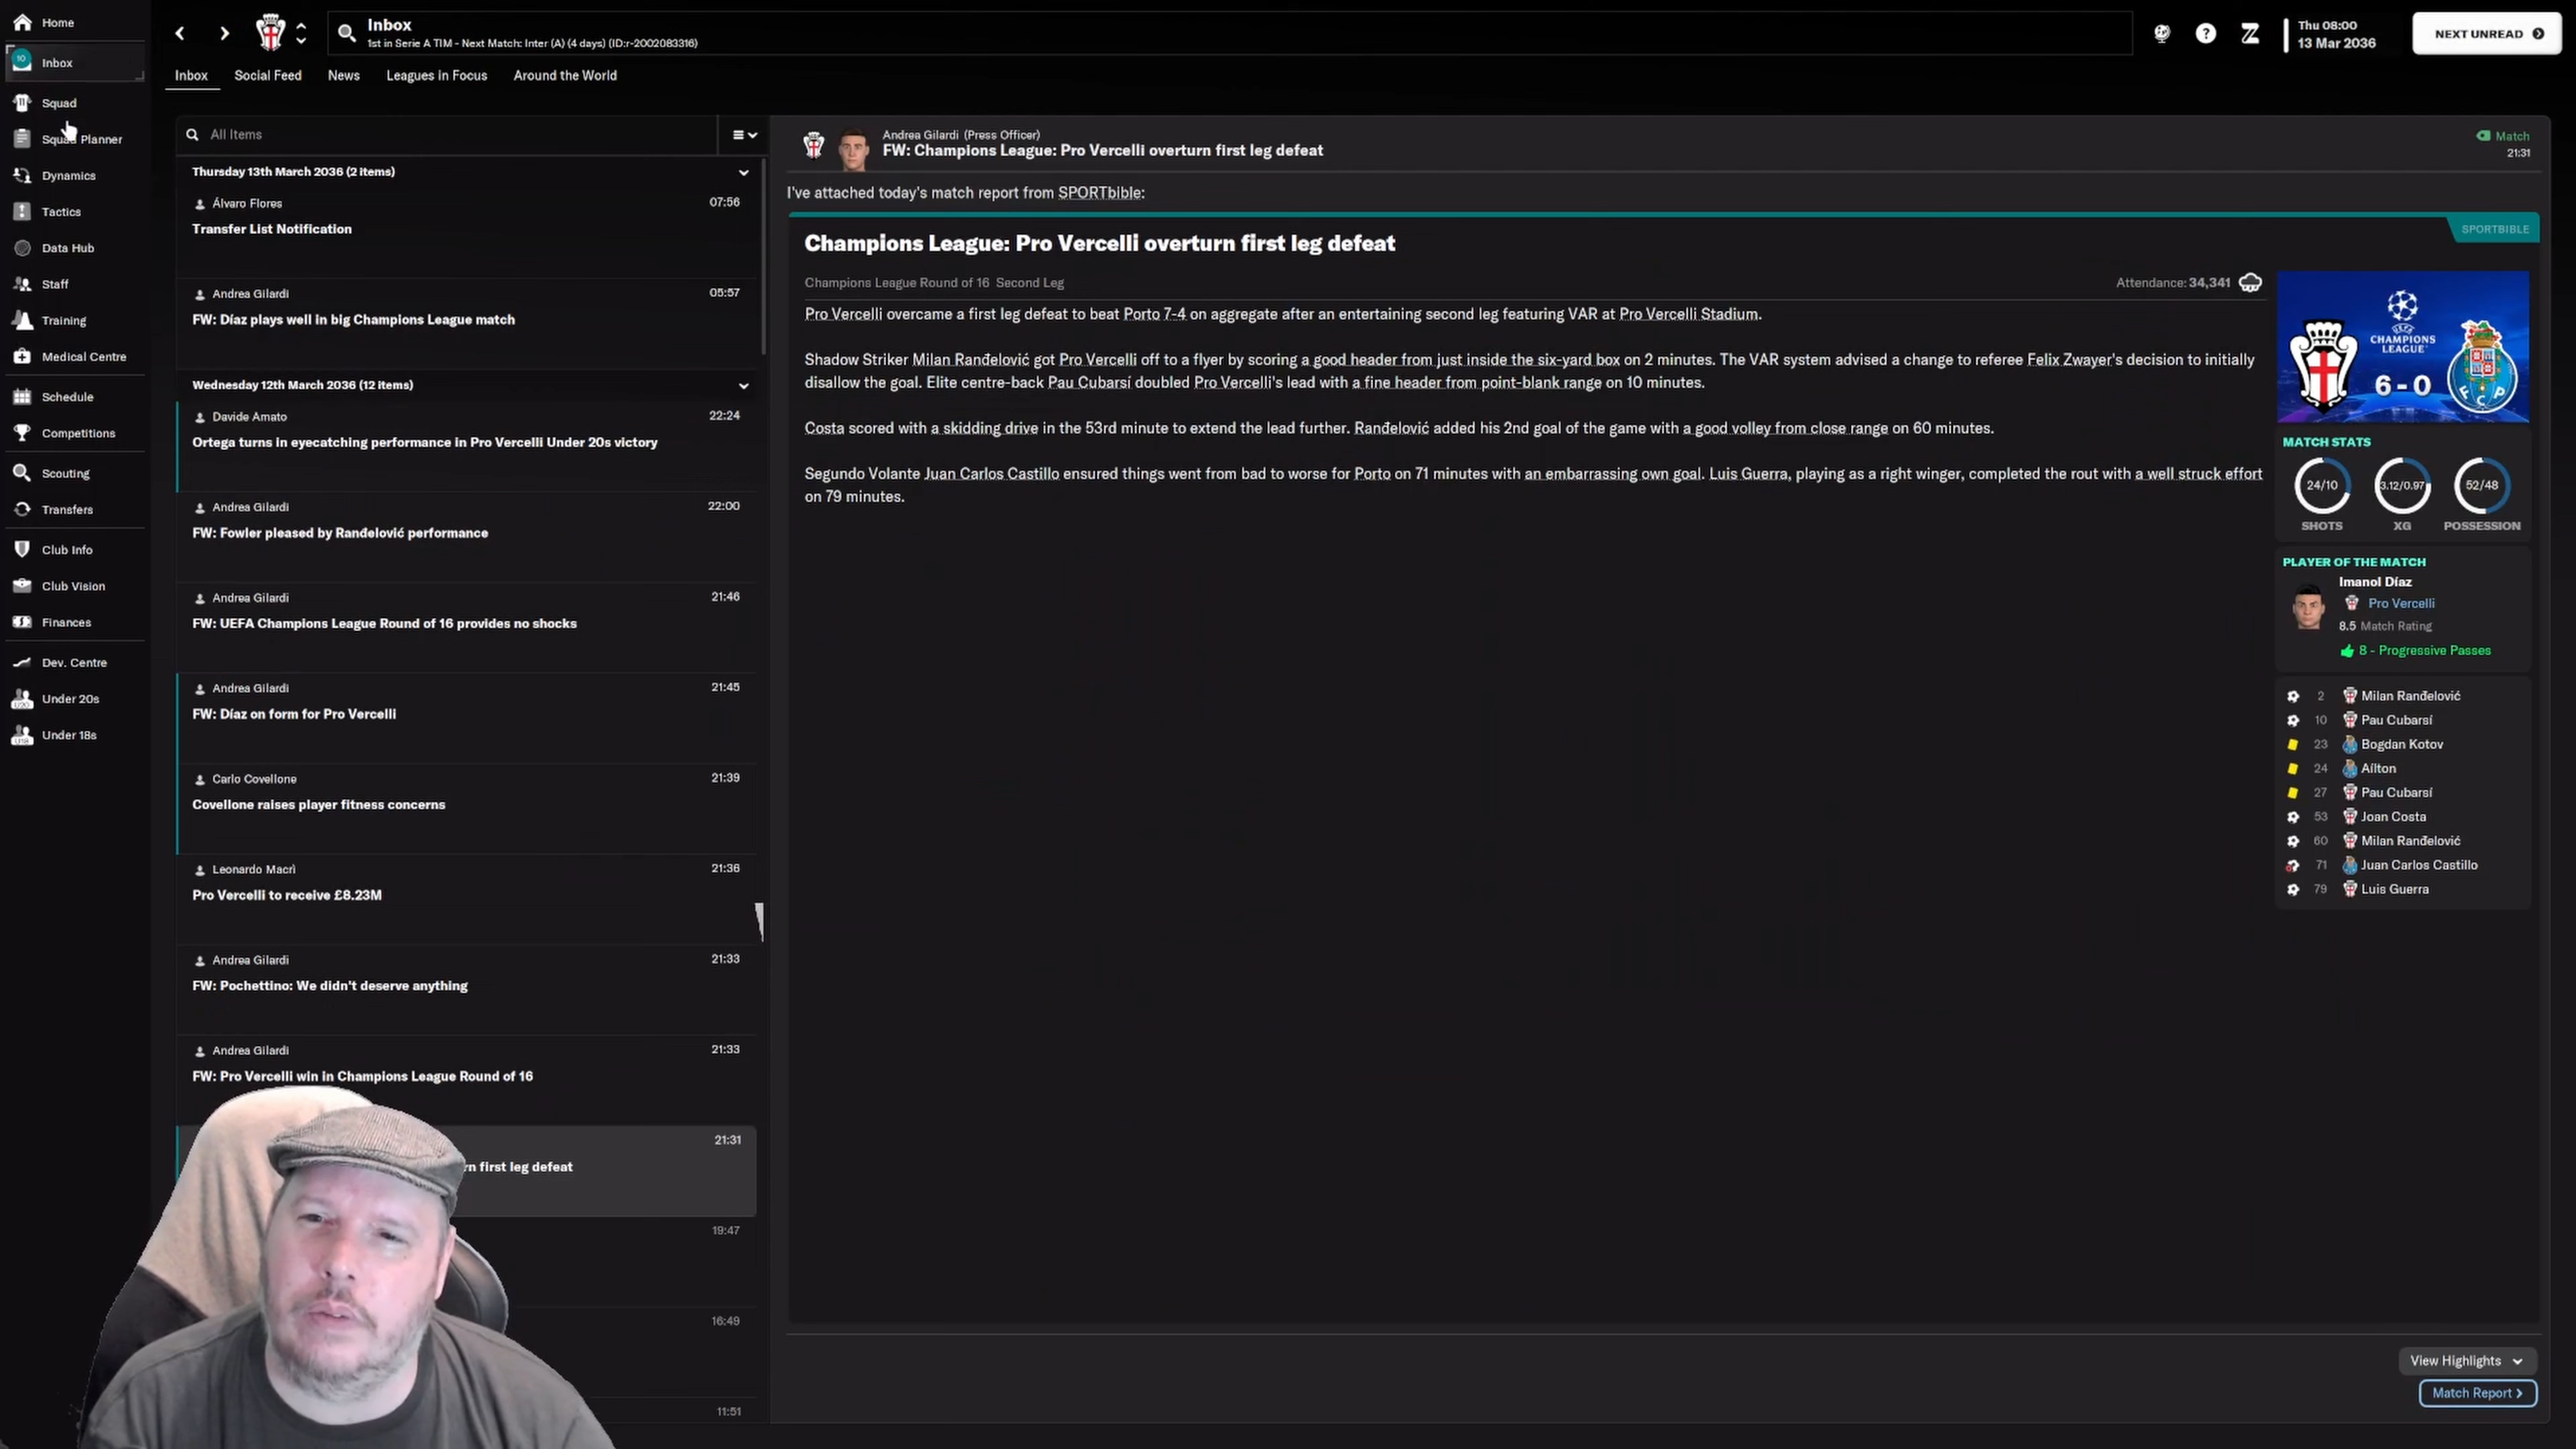 Home
10
Inbox
Squad
Squad Planner
Dynamics
Tactics
Data Hub
Staff
Training
Medical Centre
Schedule
Competitions
Scouting
Transfers
Club Info
Club Vision
Finances
Dev. Centre
Under 20s
Under 18s
Inbox
1st in Serie A TIM - Next Match: Inter (A) (4 days) (ID:r-2002083316)
Thu 08:00
13 Mar 2036
NEXT UNREAD
Inbox Social Feed News Leagues in Focus Around the World
All Items
Thursday 13th March 2036 (2 items)
Álvaro Flores 07:56
Transfer List Notification
Andrea Gilardi 05:57
FW: Díaz plays well in big Champions League match
Wednesday 12th March 2036 (12 items)
Davide Amato 22:24
Ortega turns in eyecatching performance in Pro Vercelli Under 20s victory
Andrea Gilardi 22:00
FW: Fowler pleased by Ranđelović performance
Andrea Gilardi 21:46
FW: UEFA Champions League Round of 16 provides no shocks
Andrea Gilardi 21:45
FW: Díaz on form for Pro Vercelli
Carlo Covellone 21:39
Covellone raises player fitness concerns
Leonardo Macrì 21:36
Pro Vercelli to receive £8.23M
Andrea Gilardi 21:33
FW: Pochettino: We didn't deserve anything
Andrea Gilardi 21:33
FW: Pro Vercelli win in Champions League Round of 16
21:31
rn first leg defeat
19:47
16:49
11:51
Andrea Gilardi (Press Officer)
FW: Champions League: Pro Vercelli overturn first leg defeat
Match
21:31
I've attached today's match report from SPORTbible:
SPORTBIBLE
Champions League: Pro Vercelli overturn first leg defeat
Champions League Round of 16 Second Leg
Attendance: 34,341
Pro Vercelli overcame a first leg defeat to beat Porto 7-4 on aggregate after an entertaining second leg featuring VAR at Pro Vercelli Stadium.
Shadow Striker Milan Ranđelović got Pro Vercelli off to a flyer by scoring a good header from just inside the six-yard box on 2 minutes. The VAR system advised a change to referee Felix Zwayer's decision to initially
disallow the goal. Elite centre-back Pau Cubarsí doubled Pro Vercelli's lead with a fine header from point-blank range on 10 minutes.
Costa scored with a skidding drive in the 53rd minute to extend the lead further. Ranđelović added his 2nd goal of the game with a good volley from close range on 60 minutes.
Segundo Volante Juan Carlos Castillo ensured things went from bad to worse for Porto on 71 minutes with an embarrassing own goal. Luis Guerra, playing as a right winger, completed the rout with a well struck effort
on 79 minutes.
UEFA
CHAMPIONS
LEAGUE
6 - 0
MATCH STATS
24/10 3.12/0.97 52/48
SHOTS XG POSSESSION
PLAYER OF THE MATCH
Imanol Díaz
Pro Vercelli
8.5 Match Rating
8 - Progressive Passes
2 Milan Ranđelović
10 Pau Cubarsí
23 Bogdan Kotov
24 Aílton
27 Pau Cubarsí
53 Joan Costa
60 Milan Ranđelović
71 Juan Carlos Castillo
79 Luis Guerra
View Highlights
Match Report